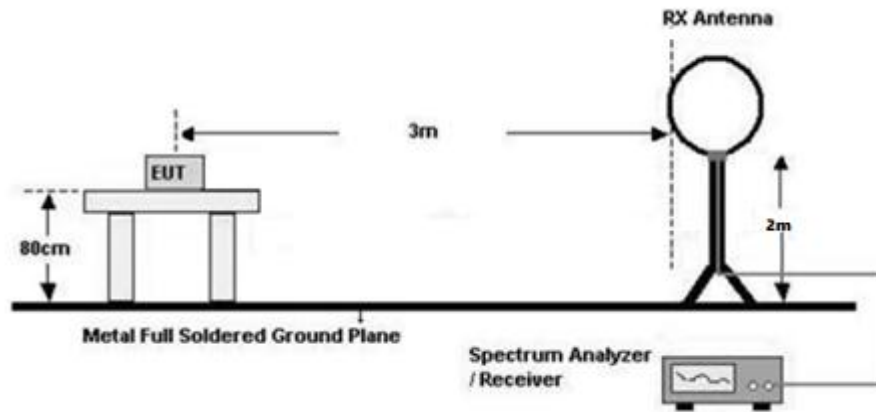 RX Antenna
3m
EUT
80cm
2m
Metal Full Soldered Ground Plane
Spectrum Analyzer
/ Receiver